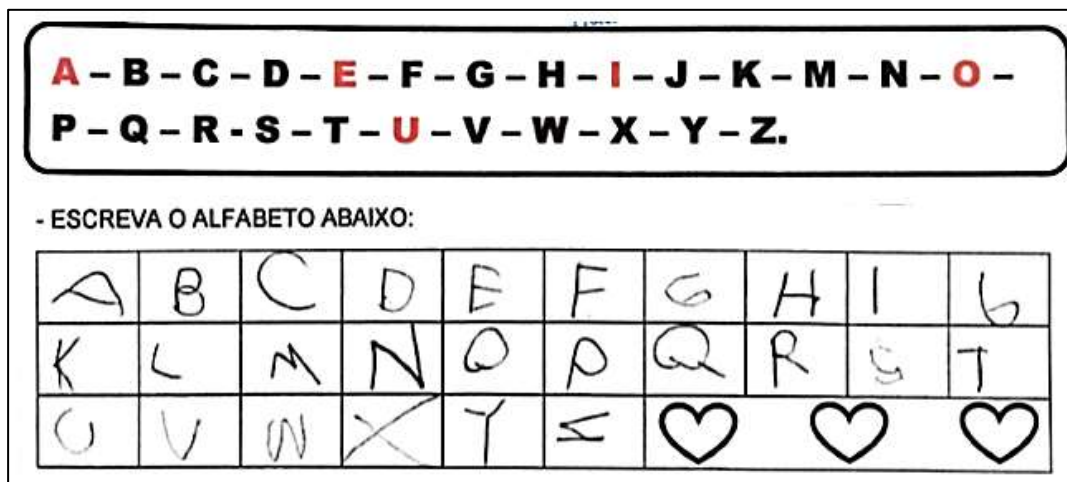 A – B – C – D – E – F – G – H – I – J – K – M – N – O –
P – Q – R - S – T – U – V – W – X – Y – Z.
- ESCREVA O ALFABETO ABAIXO:
A B C D E F G H I
K L M N O P Q R S T
U V W X Y